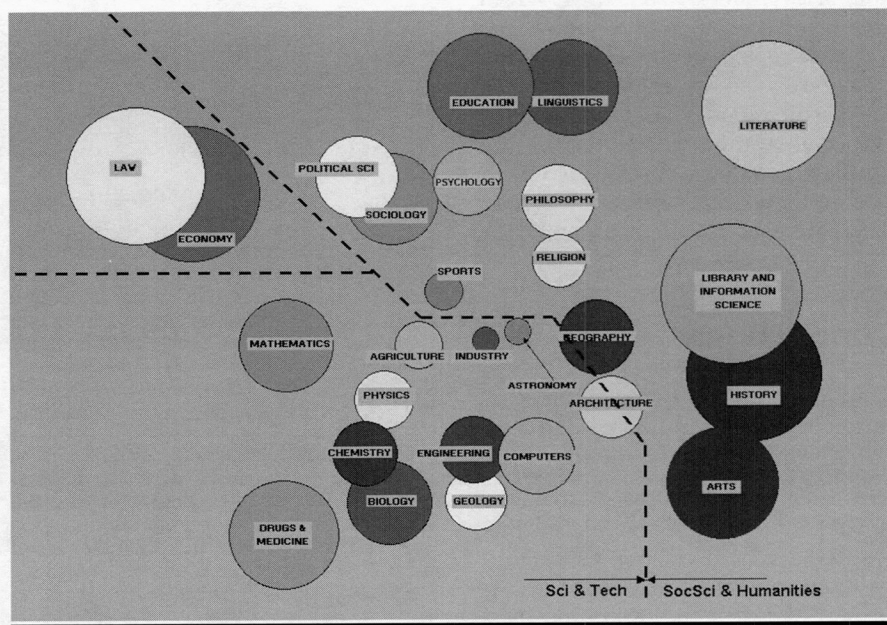 EDUCATION
LINGUISTICS
LITERATURE
LAW
POLITICAL SCI
PSYCHOLOGY
PHILOSOPHY
SOCIOLOGY
ECONOMY
RELIGION
SPORTS
LIBRARY AND
INFORMATION
SCIENCE
MATHEMATICS
AGRICULTURE
INDUSTRY
GEOGRAPHY
ASTRONOMY
PHYSICS
ARCHITECTURE
HISTORY
CHEMISTRY
ENGINEERING
COMPUTERS
BIOLOGY
GEOLOGY
ARTS
DRUGS &
MEDICINE
Sci & Tech
SocSci & Humanities